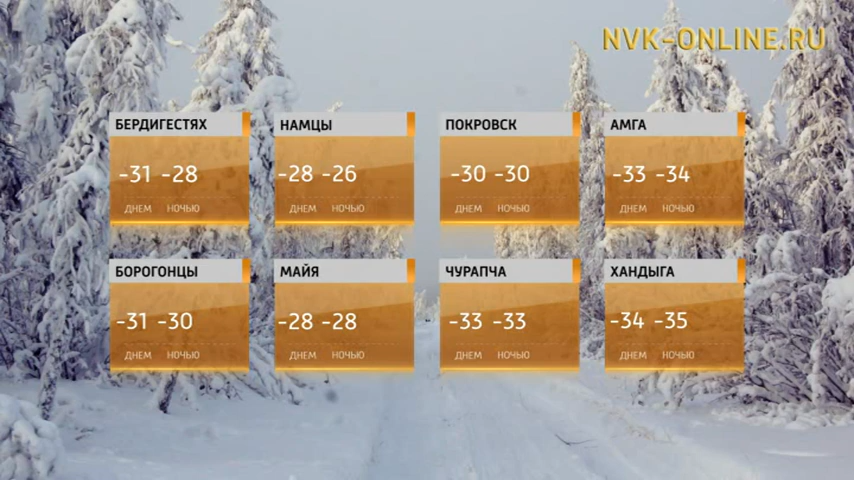 NVK-ONLINE.RU
БЕРДИГЕСТЯХ
-31 -28
ДНЕМ НОЧЬЮ
НАМЦЫ
-28 -26
ДНЕМ НОЧЬЮ
ПОКРОВСК
-30 -30
ДНЕМ НОЧЬЮ
АМГА
-33 -34
ДНЕМ НОЧЬЮ
БОРОГОНЦЫ
-31 -30
ДНЕМ НОЧЬЮ
МАЙЯ
-28 -28
ДНЕМ НОЧЬЮ
ЧУРАПЧА
-33 -33
ДНЕМ НОЧЬЮ
ХАНДЫГА
-34 -35
ДНЕМ НОЧЬЮ